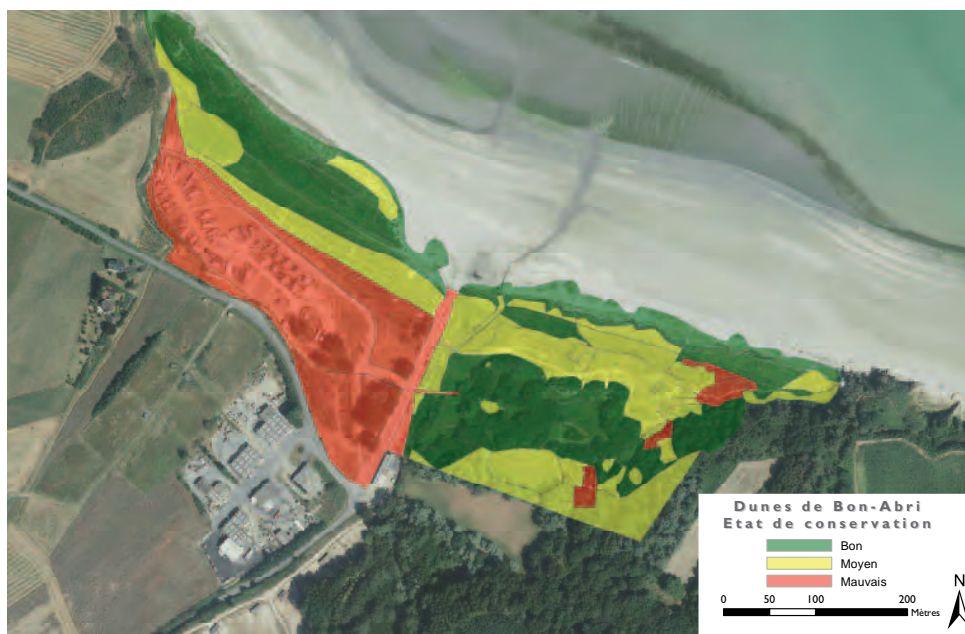 Dunes de Bon-Abri
Etat de conservation
Bon
Moyen
Mauvais
N
0 50 100 200
Mètres